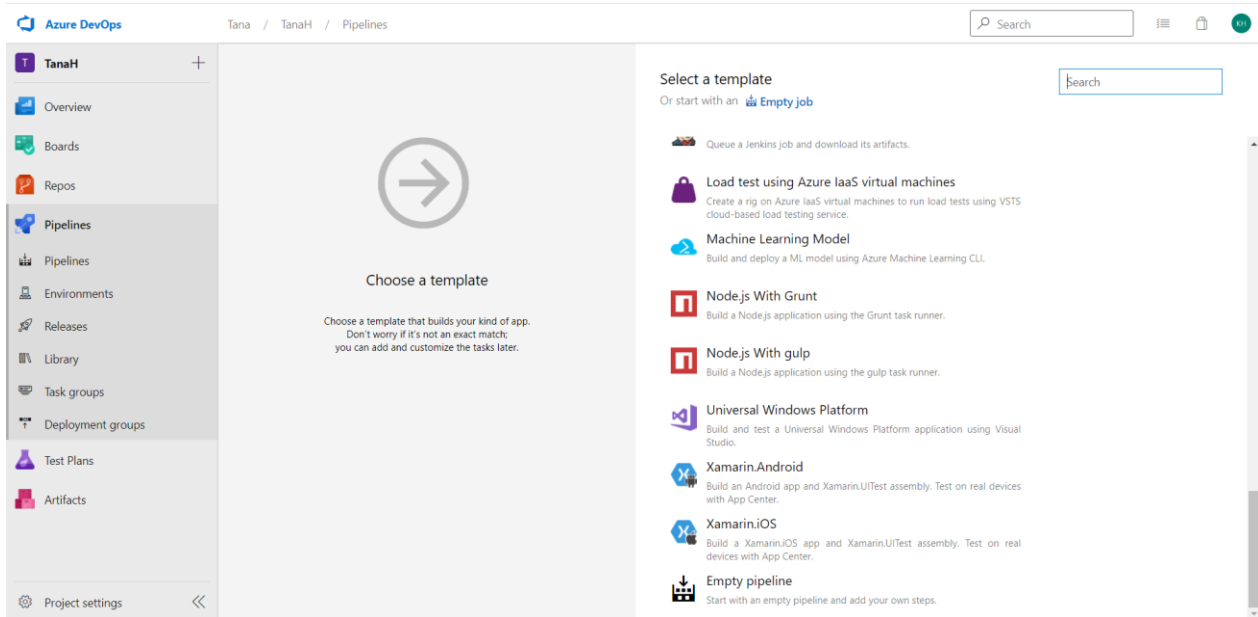 Azure DevOps
Tana / TanaH / Pipelines
Search
KH
T TanaH
Overview
Boards
Repos
Pipelines
Pipelines
Environments
Releases
Library
Task groups
Deployment groups
Test Plans
Artifacts
Project settings
Choose a template
Choose a template that builds your kind of app.
Don't worry if it's not an exact match;
you can add and customize the tasks later.
Select a template
Or start with an Empty job
Search
Queue a Jenkins job and download its artifacts.
Load test using Azure IaaS virtual machines
Create a rig on Azure IaaS virtual machines to run load tests using VSTS
cloud-based load testing service.
Machine Learning Model
Build and deploy a ML model using Azure Machine Learning CLI.
Node.js With Grunt
Build a Node.js application using the Grunt task runner.
Node.js With gulp
Build a Node.js application using the gulp task runner.
Universal Windows Platform
Build and test a Universal Windows Platform application using Visual
Studio.
Xamarin.Android
Build an Android app and Xamarin.UITest assembly. Test on real devices
with App Center.
Xamarin.iOS
Build a Xamarin.iOS app and Xamarin.UITest assembly. Test on real
devices with App Center.
Empty pipeline
Start with an empty pipeline and add your own steps.